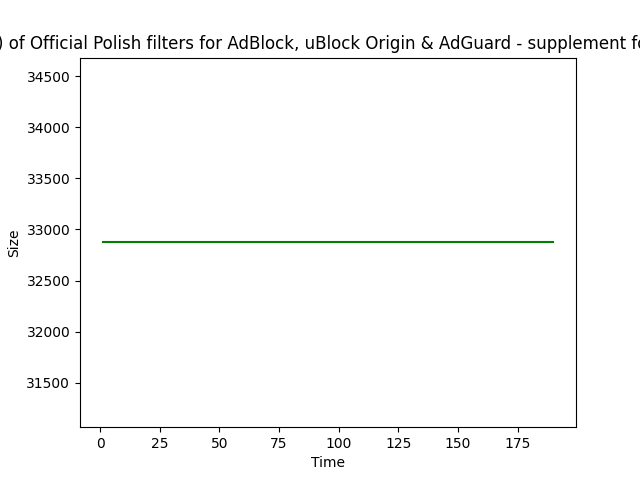 ) of Official Polish filters for AdBlock, uBlock Origin & AdGuard - supplement fo
34500
34000
33500
33000
32500
32000
31500
Size
0 25 50 75 100 125 150 175
Time